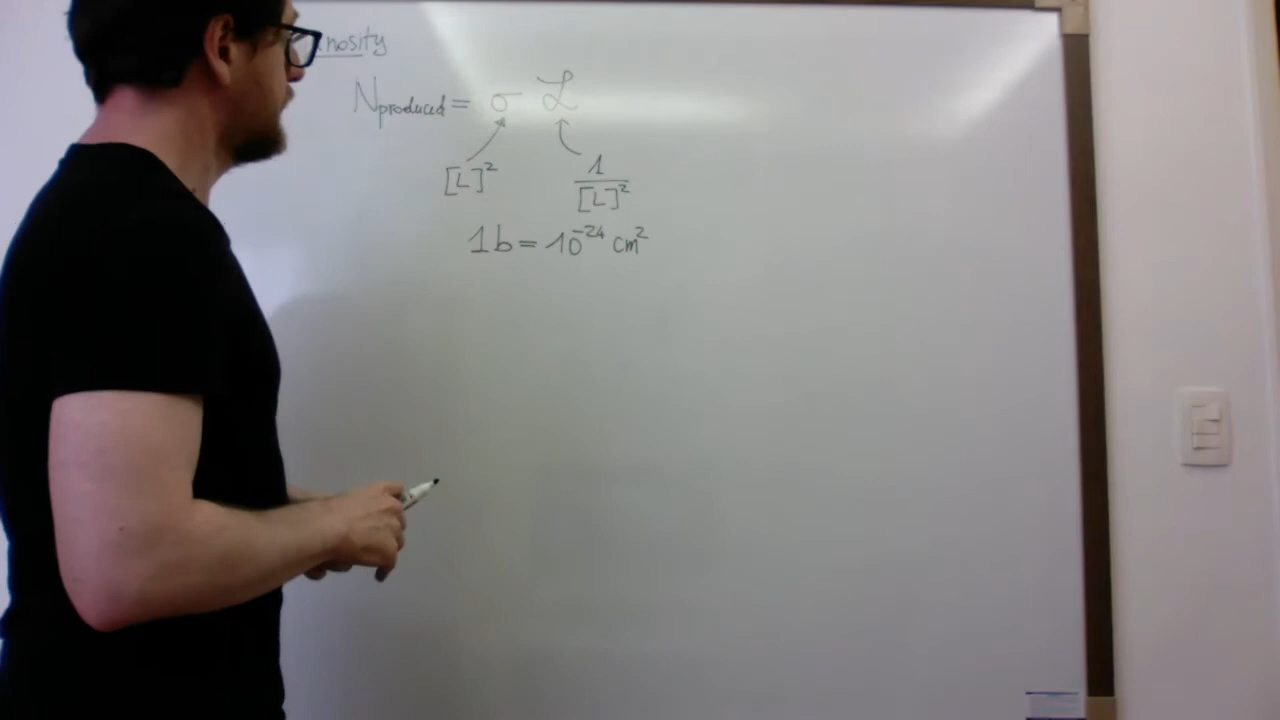 nosity
Nproduced = σ ℒ
[L]² 1/[L]²
1b = 10⁻²⁴ cm²